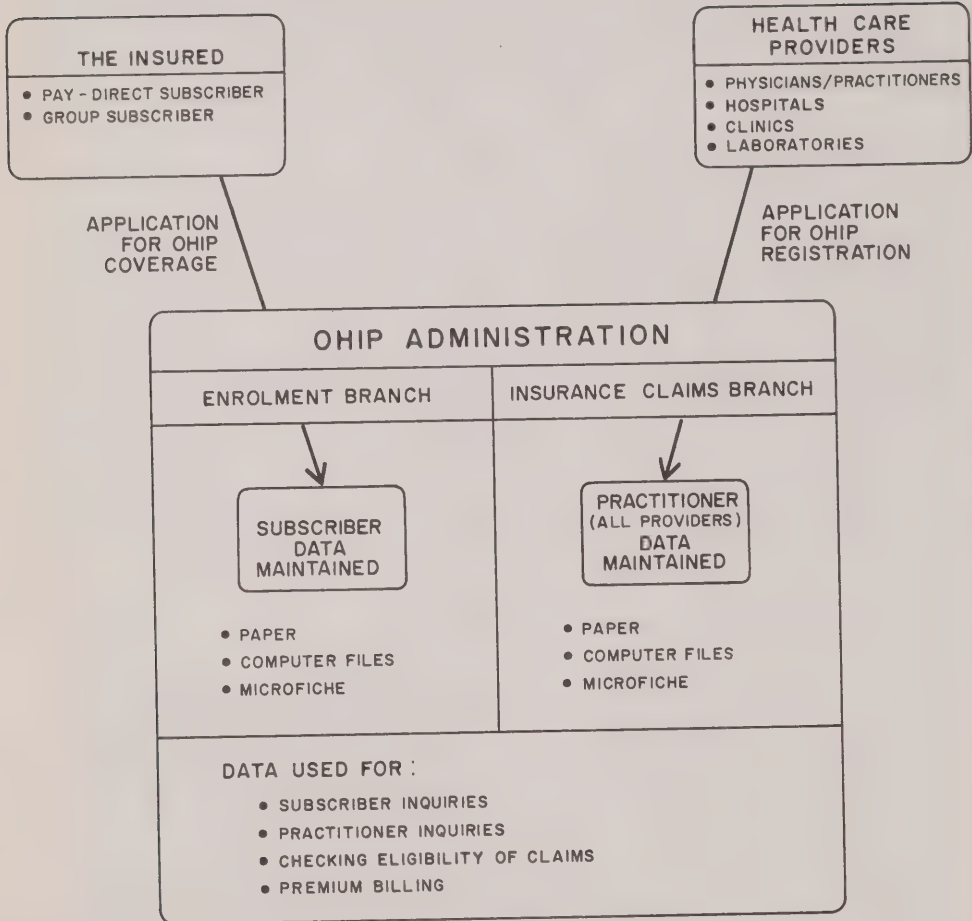 THE INSURED
• PAY - DIRECT SUBSCRIBER
• GROUP SUBSCRIBER
HEALTH CARE
PROVIDERS
• PHYSICIANS/PRACTITIONERS
• HOSPITALS
• CLINICS
• LABORATORIES
APPLICATION
FOR OHIP
COVERAGE
APPLICATION
FOR OHIP
REGISTRATION
OHIP ADMINISTRATION
ENROLMENT BRANCH
INSURANCE CLAIMS BRANCH
SUBSCRIBER
DATA
MAINTAINED
• PAPER
• COMPUTER FILES
• MICROFICHE
PRACTITIONER
(ALL PROVIDERS)
DATA
MAINTAINED
• PAPER
• COMPUTER FILES
• MICROFICHE
DATA USED FOR :
• SUBSCRIBER INQUIRIES
• PRACTITIONER INQUIRIES
• CHECKING ELIGIBILITY OF CLAIMS
• PREMIUM BILLING